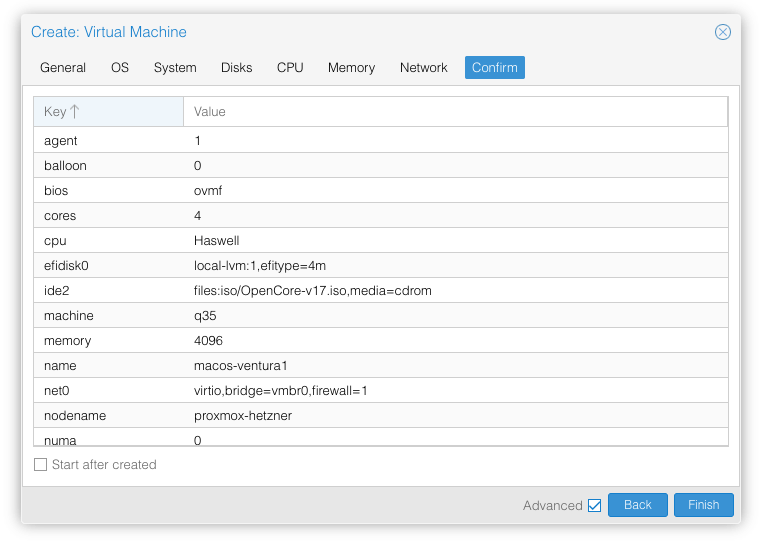 Create: Virtual Machine
General OS System Disks CPU Memory Network Confirm
Key Value
agent 1
balloon 0
bios ovmf
cores 4
cpu Haswell
efidisk0 local-lvm:1,efitype=4m
ide2 files:iso/OpenCore-v17.iso,media=cdrom
machine q35
memory 4096
name macos-ventura1
net0 virtio,bridge=vmbr0,firewall=1
nodename proxmox-hetzner
numa 0
Start after created
Advanced Back Finish